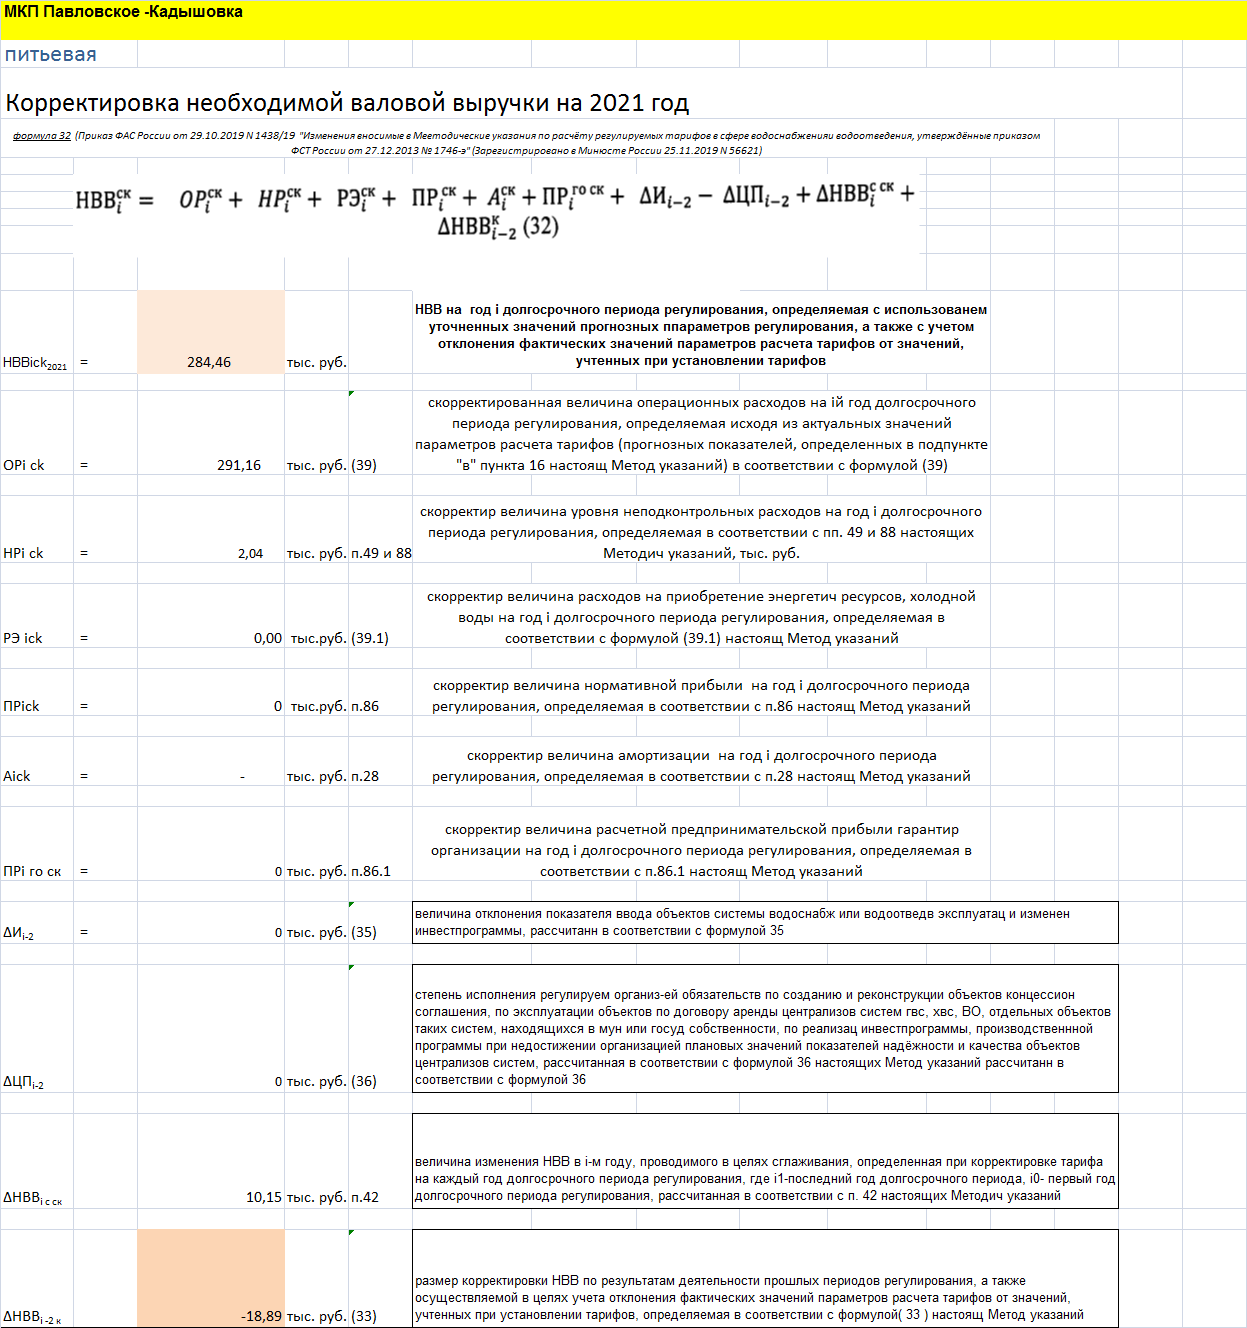 МКП Павловское -Кадышовка
питьевая
Корректировка необходимой валовой выручки на 2021 год
формула 32 (Приказ ФАС России от 29.10.2019 N 1438/19 "Изменения вносимые в Меетодические указания по расчёту регулируемых тарифов в сфере водоснабженияи водоотведения, утверждённые приказом
ФСТ России от 27.12.2013 № 1746-э" (Зарегистрировано в Минюсте России 25.11.2019 N 56621)
НВВ_i^ск = ОР_i^ск + НР_i^ск + РЭ_i^ск + ПР_i^ск + А_i^ск + ПР_i^го ск + ΔИ_i−2 − ΔЦП_i−2 + ΔНВВ_i^с ск +
ΔНВВ_i−2^к (32)
НВВ на год i долгосрочного периода регулирования, определяемая с использованем
уточненных значений прогнозных ппараметров регулирования, а также с учетом
отклонения фактических значений параметров расчета тарифов от значений,
НВВick2021 = 284,46 тыс. руб. учтенных при установлении тарифов
скорректированная величина операционных расходов на iй год долгосрочного
периода регулирования, определяемая исходя из актуальных значений
параметров расчета тарифов (прогнозных показателей, определенных в подпункте
ОРi ck = 291,16 тыс. руб. (39) "в" пункта 16 настоящ Метод указаний) в соответствии с формулой (39)
скорректир величина уровня неподконтрольных расходов на год i долгосрочного
периода регулирования, определяемая в соответствии с пп. 49 и 88 настоящих
НРi ck = 2,04 тыс. руб. п.49 и 88 Методич указаний, тыс. руб.
скорректир величина расходов на приобретение энергетич ресурсов, холодной
воды на год i долгосрочного периода регулирования, определяемая в
РЭ ick = 0,00 тыс.руб. (39.1) соответствии с формулой (39.1) настоящ Метод указаний
скорректир величина нормативной прибыли на год i долгосрочного периода
ПРick = 0 тыс.руб. п.86 регулирования, определяемая в соответствии с п.86 настоящ Метод указаний
скорректир величина амортизации на год i долгосрочного периода
Аick = - тыс. руб. п.28 регулирования, определяемая в соответствии с п.28 настоящ Метод указаний
скорректир величина расчетной предпринимательской прибыли гарантир
организации на год i долгосрочного периода регулирования, определяемая в
ПРi го ск = 0 тыс. руб. п.86.1 соответствии с п.86.1 настоящ Метод указаний
величина отклонения показателя ввода объектов системы водоснабж или водоотведв эксплуатац и изменен
ΔИi-2 = 0 тыс. руб. (35) инвестпрограммы, рассчитанн в соответствии с формулой 35
степень исполнения регулируем организ-ей обязательств по созданию и реконструкции объектов концессион
соглашения, по эксплуатации объектов по договору аренды централизов систем гвс, хвс, ВО, отдельных объектов
таких систем, находящихся в мун или госуд собственности, по реализац инвестпрограммы, производственнной
программы при недостижении организацией плановых значений показателей надёжности и качества объектов
централизов систем, рассчитанная в соответствии с формулой 36 настоящих Метод указаний рассчитанн в
ΔЦПi-2 0 тыс. руб. (36) соответствии с формулой 36
величина изменения НВВ в i-м году, проводимого в целях сглаживания, определенная при корректировке тарифа
на каждый год долгосрочного периода регулирования, где i1-последний год долгосрочного периода, i0- первый год
ΔНВВi с ск 10,15 тыс. руб. п.42 долгосрочного периода регулирования, рассчитанная в соответствии с п. 42 настоящих Методич указаний
размер корректировки НВВ по результатам деятельности прошлых периодов регулирования, а также
осуществляемой в целях учета отклонения фактических значений параметров расчета тарифов от значений,
ΔНВВi -2 к -18,89 тыс. руб. (33) учтенных при установлении тарифов, определяемая в соответствии с формулой( 33 ) настоящ Метод указаний